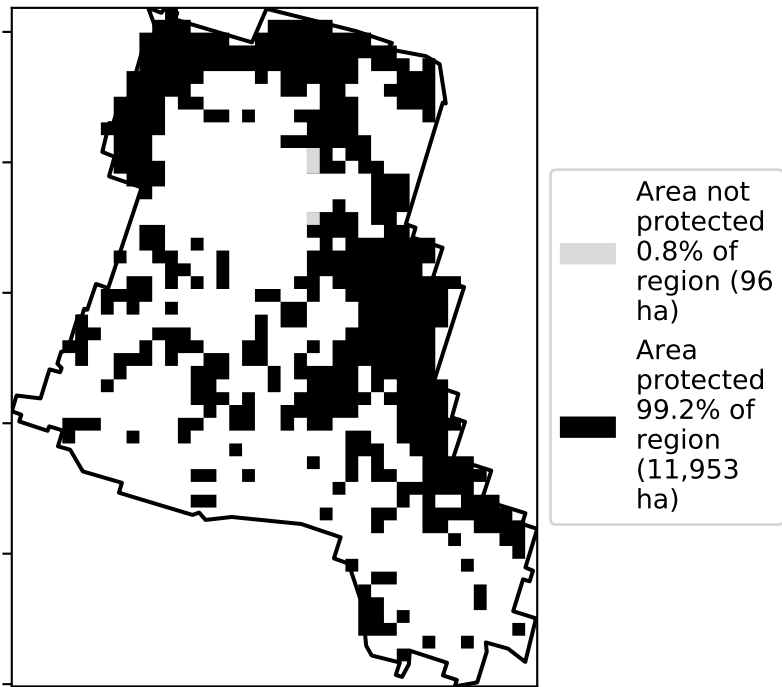 Area not
protected
0.8% of
region (96
ha)
Area
protected
99.2% of
region
(11,953
ha)